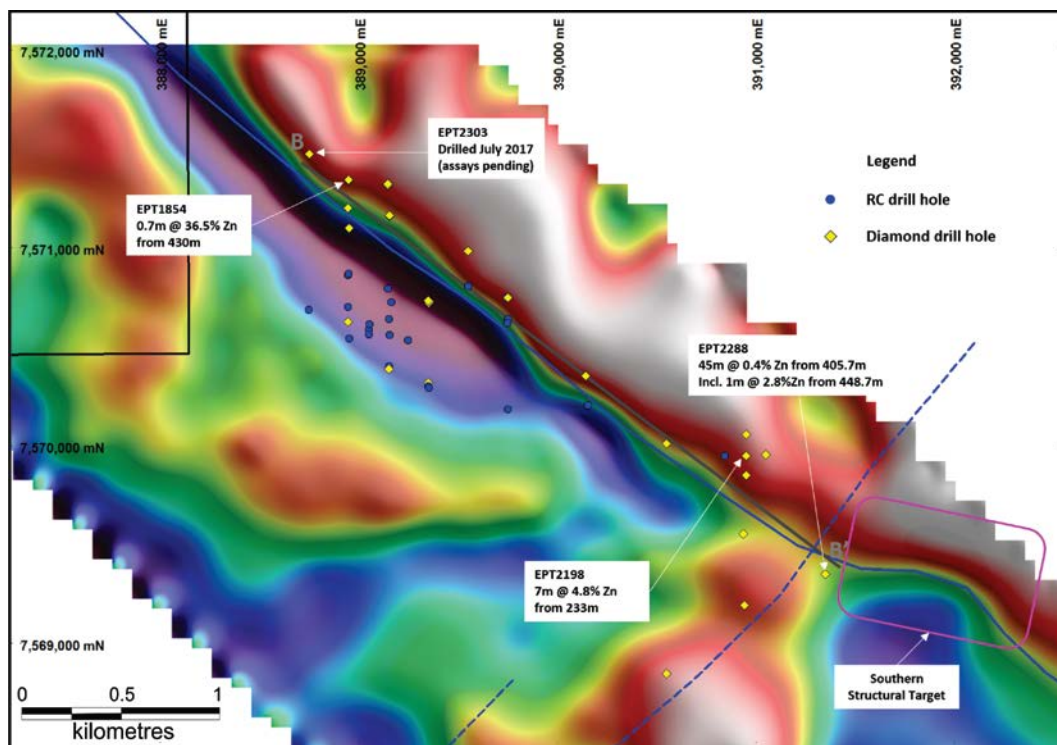 388,000 mE
389,000 mE
390,000 mE
391,000 mE
392,000 mE
7,572,000 mN
7,571,000 mN
7,570,000 mN
7,569,000 mN
B
EPT2303
Drilled July 2017
(assays pending)
Legend
RC drill hole
Diamond drill hole
EPT1854
0.7m @ 36.5% Zn
from 430m
EPT2288
45m @ 0.4% Zn from 405.7m
Incl. 1m @ 2.8%Zn from 448.7m
B'
EPT2198
7m @ 4.8% Zn
from 233m
Southern
Structural Target
0 0.5 1
kilometres